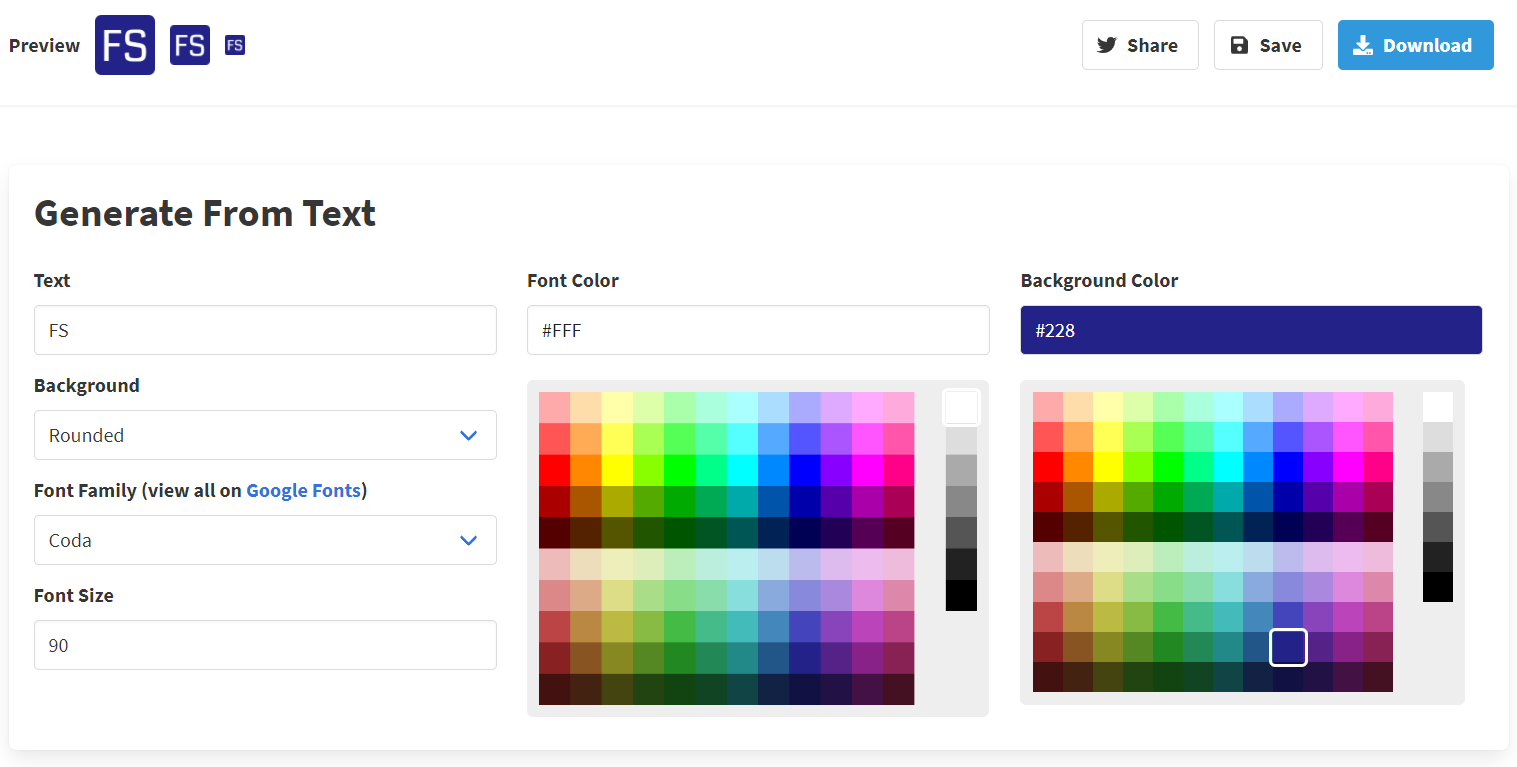 Preview FS FS FS Share Save Download
Generate From Text
Text Font Color Background Color
FS #FFF #228
Background
Rounded
Font Family (view all on Google Fonts)
Coda
Font Size
90